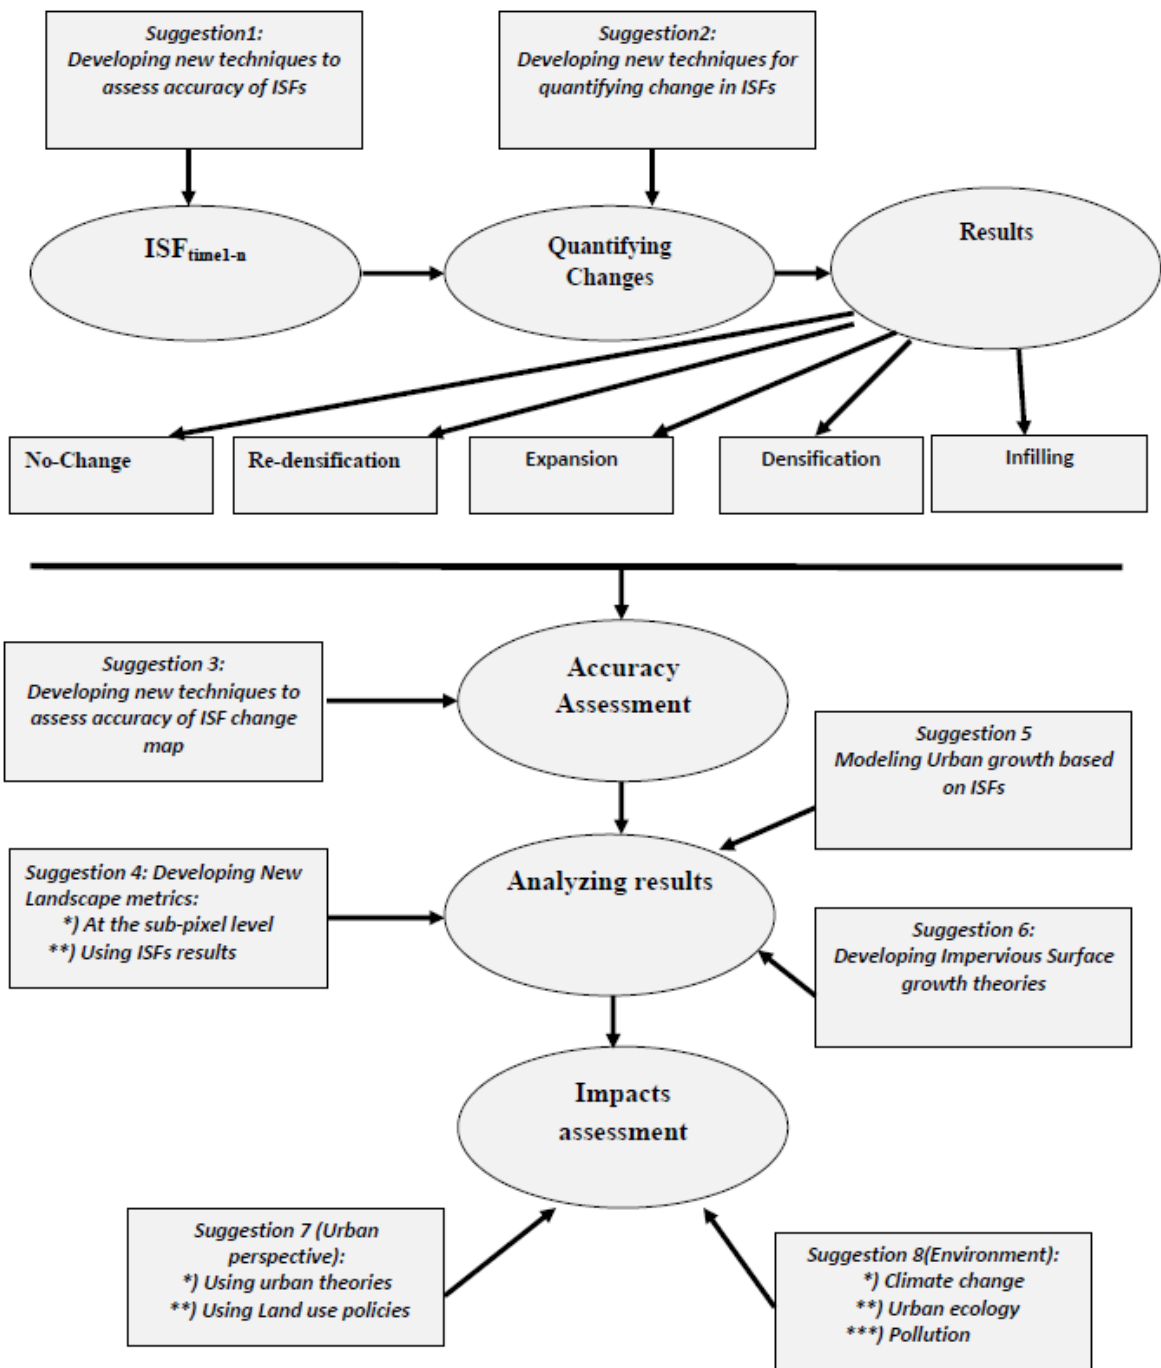 Suggestion1:
Developing new techniques to
assess accuracy of ISFs
Suggestion2:
Developing new techniques for
quantifying change in ISFs
ISFtime1-n
Quantifying
Changes
Results
No-Change
Re-densification
Expansion
Densification
Infilling
Accuracy
Assessment
Suggestion 3:
Developing new techniques to
assess accuracy of ISF change
map
Suggestion 5
Modeling Urban growth based
on ISFs
Analyzing results
Suggestion 4: Developing New
Landscape metrics:
*) At the sub-pixel level
**) Using ISFs results
Suggestion 6:
Developing Impervious Surface
growth theories
Impacts
assessment
Suggestion 7 (Urban
perspective):
*) Using urban theories
**) Using Land use policies
Suggestion 8(Environment):
*) Climate change
**) Urban ecology
***) Pollution